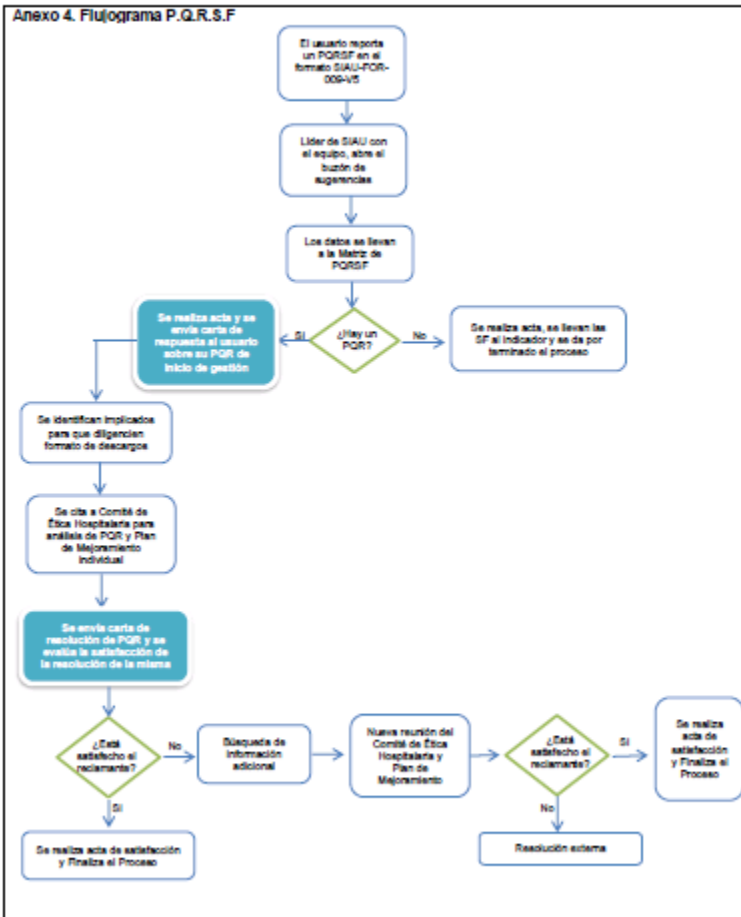 Anexo 4. Flujograma P.Q.R.S.F
El usuario reporta
un PQRSF en el
formato SIAU-FOR-
009-V5
Líder de SIAU con
el equipo, abre el
buzón de
sugerencias
Los datos se llevan
a la Matriz de
PQRSF
¿Hay un
PQR?
Si
No
Se realiza acta y se
envía carta de
respuesta al usuario
sobre su PQR de
inicio de gestión
Se realiza acta, se llevan las
SF al indicador y se da por
terminado el proceso
Se identifican implicados
para que diligencien
formato de descargos
Se cita a Comité de
Ética Hospitalaria para
análisis de PQR y Plan
de Mejoramiento
Individual
Se envía carta de
resolución de PQR y se
evalúa la satisfacción de
la resolución de la misma
¿Está
satisfecho el
reclamante?
No
Búsqueda de
información
adicional
Nueva reunión del
Comité de Ética
Hospitalaria y
Plan de
Mejoramiento
¿Está
satisfecho el
reclamante?
Si
Se realiza
acta de
satisfacción
y Finaliza el
Proceso
Si
No
Se realiza acta de satisfacción
y Finaliza el Proceso
Resolución externa